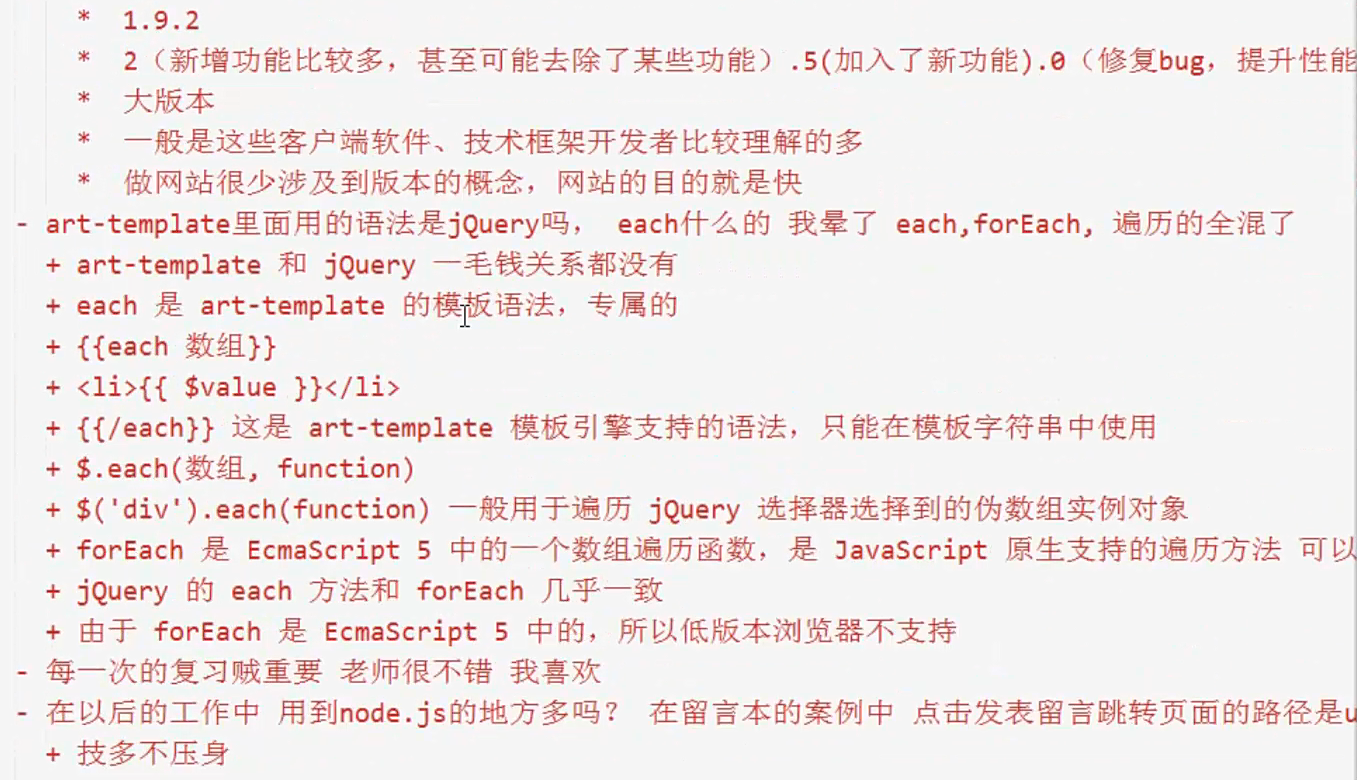 * 1.9.2
* 2（新增功能比较多，甚至可能去除了某些功能）.5(加入了新功能).0（修复bug，提升性能
* 大版本
* 一般是这些客户端软件、技术框架开发者比较理解的多
* 做网站很少涉及到版本的概念，网站的目的就是快
- art-template里面用的语法是jQuery吗， each什么的 我晕了 each,forEach, 遍历的全混了
+ art-template 和 jQuery 一毛钱关系都没有
+ each 是 art-template 的模板语法，专属的
+ {{each 数组}}
+ <li>{{ $value }}</li>
+ {{/each}} 这是 art-template 模板引擎支持的语法，只能在模板字符串中使用
+ $.each(数组, function)
+ $('div').each(function) 一般用于遍历 jQuery 选择器选择到的伪数组实例对象
+ forEach 是 EcmaScript 5 中的一个数组遍历函数，是 JavaScript 原生支持的遍历方法 可以
+ jQuery 的 each 方法和 forEach 几乎一致
+ 由于 forEach 是 EcmaScript 5 中的，所以低版本浏览器不支持
- 每一次的复习贼重要 老师很不错 我喜欢
- 在以后的工作中 用到node.js的地方多吗？ 在留言本的案例中 点击发表留言跳转页面的路径是u
+ 技多不压身